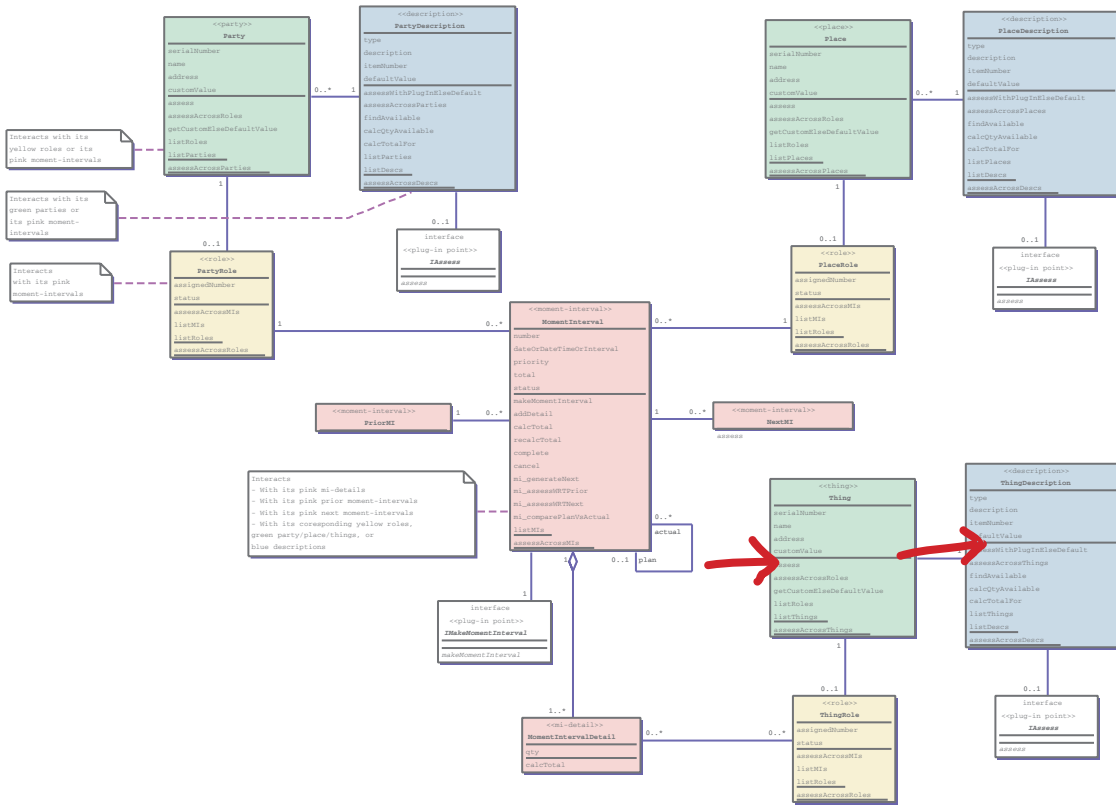 <<party>>
Party
serialNumber
name
address
customValue
assess
assessAcrossRoles
getCustomElseDefaultValue
listRoles
listParties
assessAcrossParties
<<description>>
PartyDescription
type
description
itemNumber
defaultValue
assessWithPlugInElseDefault
assessAcrossParties
findAvailable
calcQtyAvailable
calcTotalFor
listParties
listDescs
assessAcrossDescs
0..*
1
<<place>>
Place
serialNumber
name
address
customValue
assess
assessAcrossRoles
getCustomElseDefaultValue
listRoles
listPlaces
assessAcrossPlaces
<<description>>
PlaceDescription
type
description
itemNumber
defaultValue
assessWithPlugInElseDefault
assessAcrossPlaces
findAvailable
calcQtyAvailable
calcTotalFor
listPlaces
listDescs
assessAcrossDescs
0..*
1
Interacts with its
yellow roles or its
pink moment-intervals
Interacts with its
green parties or
its pink moment-
intervals
Interacts
with its pink
moment-intervals
1
0..1
0..1
interface
<<plug-in point>>
IAssess
assess
1
0..1
0..1
interface
<<plug-in point>>
IAssess
assess
<<role>>
PartyRole
assignedNumber
status
assessAcrossMIs
listMIs
listRoles
assessAcrossRoles
1
0..*
<<role>>
PlaceRole
assignedNumber
status
assessAcrossMIs
listMIs
listRoles
assessAcrossRoles
0..*
1
<<moment-interval>>
MomentInterval
number
dateOrDateTimeOrInterval
priority
total
status
makeMomentInterval
addDetail
calcTotal
recalcTotal
complete
cancel
mi_generateNext
mi_assessWRTPrior
mi_assessWRTNext
mi_comparePlanVsActual
listMIs
assessAcrossMIs
<<moment-interval>>
PriorMI
1
0..*
1
0..*
<<moment-interval>>
NextMI
assess
Interacts
- With its pink mi-details
- With its pink prior moment-intervals
- With its pink next moment-intervals
- With its coresponding yellow roles,
green party/place/things, or
blue descriptions
0..*
actual
0..1
plan
1
1
interface
<<plug-in point>>
IMakeMomentInterval
makeMomentInterval
1
1..*
<<mi-detail>>
MomentIntervalDetail
qty
calcTotal
0..*
0..*
<<thing>>
Thing
serialNumber
name
address
customValue
assess
assessAcrossRoles
getCustomElseDefaultValue
listRoles
listThings
assessAcrossThings
<<description>>
ThingDescription
type
description
itemNumber
defaultValue
assessWithPlugInElseDefault
assessAcrossThings
findAvailable
calcQtyAvailable
calcTotalFor
listThings
listDescs
assessAcrossDescs
1
0..1
0..1
interface
<<plug-in point>>
IAssess
assess
<<role>>
ThingRole
assignedNumber
status
assessAcrossMIs
listMIs
listRoles
assessAcrossRoles